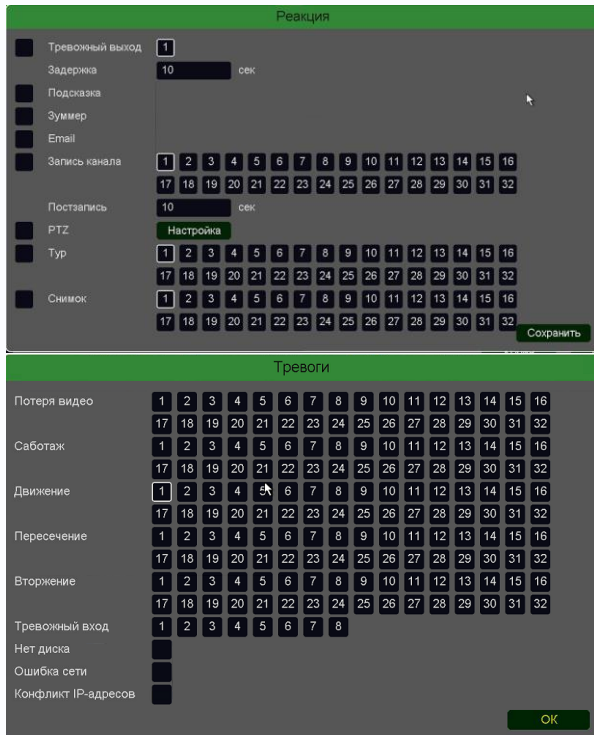 Реакция
Тревожный выход 1
Задержка 10 сек
Подсказка
Зуммер
Email
Запись канала 1 2 3 4 5 6 7 8 9 10 11 12 13 14 15 16
17 18 19 20 21 22 23 24 25 26 27 28 29 30 31 32
Постзапись 10 сек
PTZ Настройка
Тур 1 2 3 4 5 6 7 8 9 10 11 12 13 14 15 16
17 18 19 20 21 22 23 24 25 26 27 28 29 30 31 32
Снимок 1 2 3 4 5 6 7 8 9 10 11 12 13 14 15 16
17 18 19 20 21 22 23 24 25 26 27 28 29 30 31 32
Сохранить
Тревоги
Потеря видео 1 2 3 4 5 6 7 8 9 10 11 12 13 14 15 16
17 18 19 20 21 22 23 24 25 26 27 28 29 30 31 32
Саботаж 1 2 3 4 5 6 7 8 9 10 11 12 13 14 15 16
17 18 19 20 21 22 23 24 25 26 27 28 29 30 31 32
Движение 1 2 3 4 5 6 7 8 9 10 11 12 13 14 15 16
17 18 19 20 21 22 23 24 25 26 27 28 29 30 31 32
Пересечение 1 2 3 4 5 6 7 8 9 10 11 12 13 14 15 16
17 18 19 20 21 22 23 24 25 26 27 28 29 30 31 32
Вторжение 1 2 3 4 5 6 7 8 9 10 11 12 13 14 15 16
17 18 19 20 21 22 23 24 25 26 27 28 29 30 31 32
Тревожный вход 1 2 3 4 5 6 7 8
Нет диска
Ошибка сети
Конфликт IP-адресов
OK